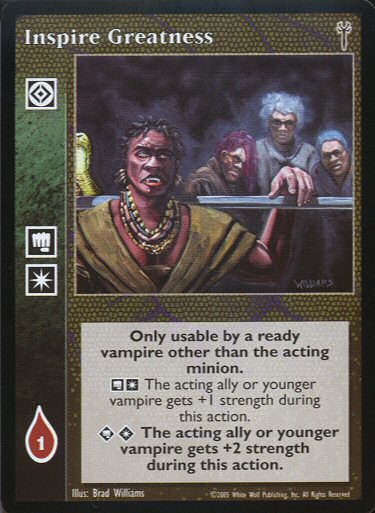 Inspire Greatness
WILLIAMS
Only usable by a ready
vampire other than the acting
minion.
The acting ally or younger
vampire gets +1 strength during
this action.
The acting ally or younger
vampire gets +2 strength
during this action.
1
Illus: Brad Williams
©2005 White Wolf Publishing, Inc. All Rights Reserved